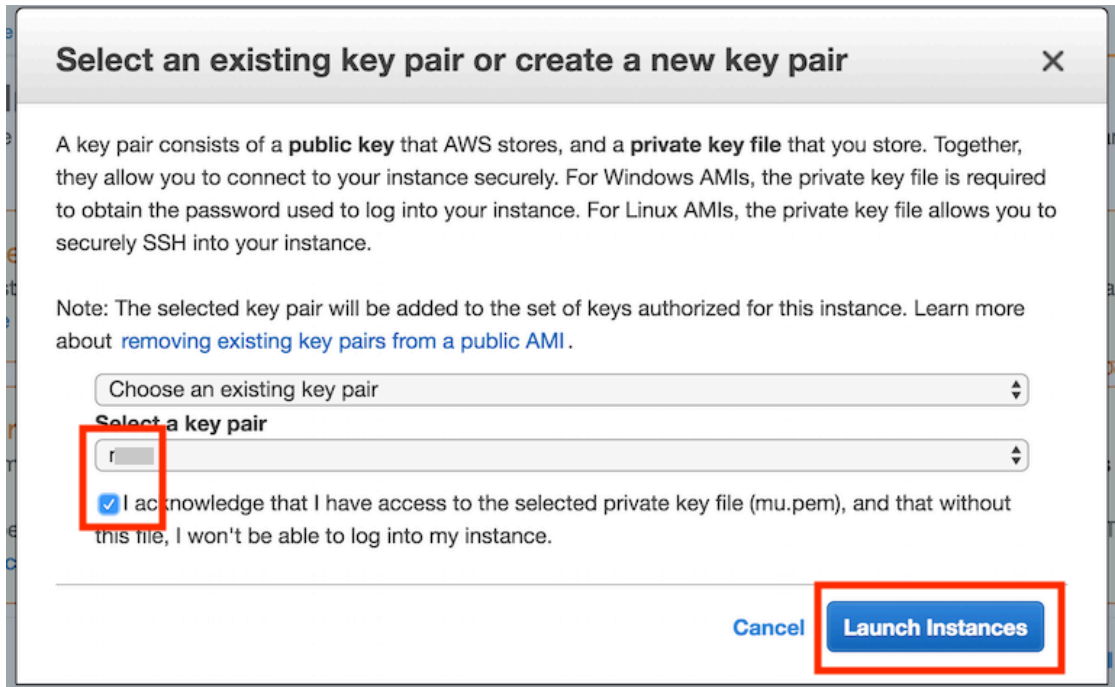 Select an existing key pair or create a new key pair
A key pair consists of a public key that AWS stores, and a private key file that you store. Together,
they allow you to connect to your instance securely. For Windows AMIs, the private key file is required
to obtain the password used to log into your instance. For Linux AMIs, the private key file allows you to
securely SSH into your instance.
Note: The selected key pair will be added to the set of keys authorized for this instance. Learn more
about removing existing key pairs from a public AMI.
Choose an existing key pair
Select a key pair
I acknowledge that I have access to the selected private key file (mu.pem), and that without
this file, I won't be able to log into my instance.
Cancel Launch Instances